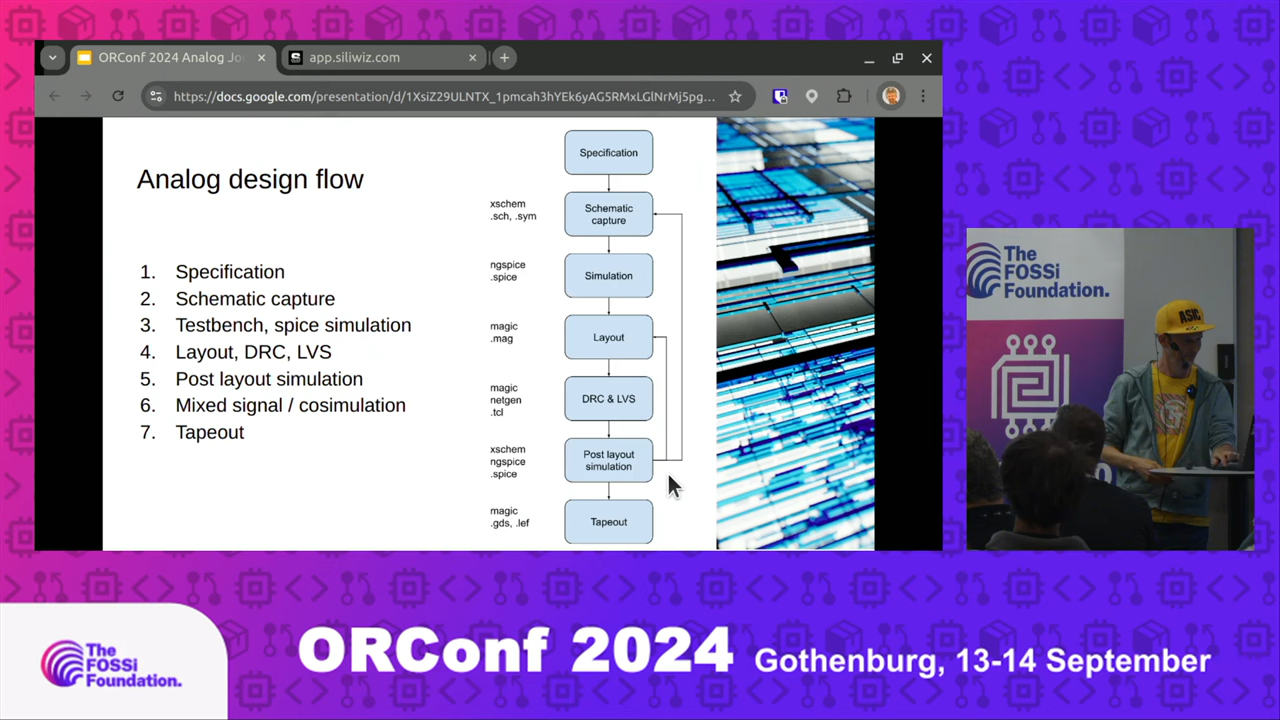 ORConf 2024 Analog Jo
app.siliwiz.com
https://docs.google.com/presentation/d/1XsiZ29ULNTX_1pmcah3hYEk6yAG5RMxLGlNrMj5pg...
Analog design flow
1. Specification
2. Schematic capture
3. Testbench, spice simulation
4. Layout, DRC, LVS
5. Post layout simulation
6. Mixed signal / cosimulation
7. Tapeout
Specification
xschem
.sch, .sym
Schematic
capture
ngspice
.spice
Simulation
magic
.mag
Layout
magic
netgen
.tcl
DRC & LVS
xschem
ngspice
.spice
Post layout
simulation
magic
.gds, .lef
Tapeout
The
FOSSi
Foundation.
ASIC
The
FOSSi
Foundation.
ORConf 2024 Gothenburg, 13-14 September